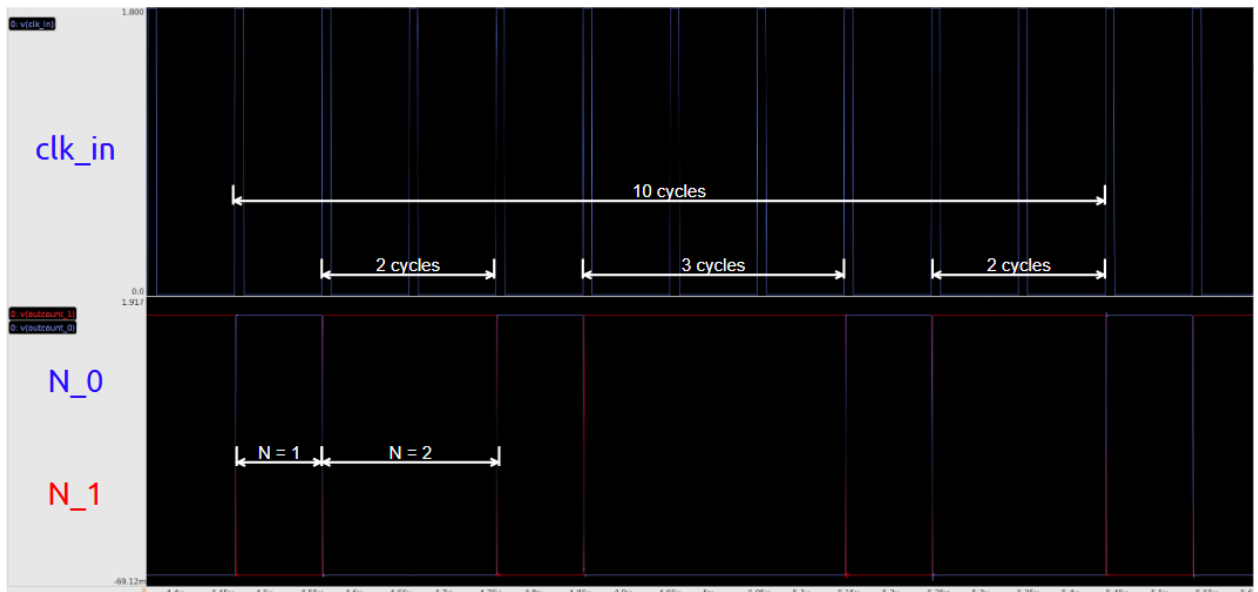 1.800
0: v(clk_in)
clk_in
10 cycles
2 cycles
3 cycles
2 cycles
0.0
1.917
0: v(outcount_1)
0: v(outcount_0)
N_0
N = 1
N = 2
N_1
-69.12m